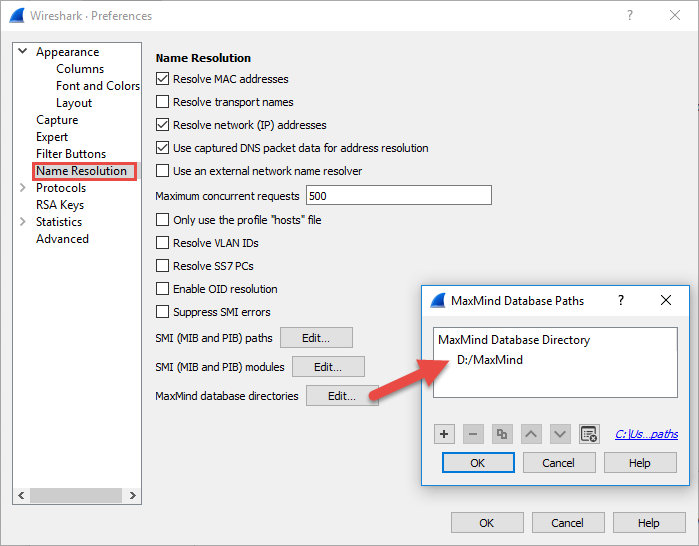 Wireshark · Preferences
?
Appearance
Columns
Font and Colors
Layout
Capture
Expert
Filter Buttons
Name Resolution
Protocols
RSA Keys
Statistics
Advanced
Name Resolution
Resolve MAC addresses
Resolve transport names
Resolve network (IP) addresses
Use captured DNS packet data for address resolution
Use an external network name resolver
Maximum concurrent requests 500
Only use the profile "hosts" file
Resolve VLAN IDs
Resolve SS7 PCs
Enable OID resolution
Suppress SMI errors
SMI (MIB and PIB) paths Edit...
SMI (MIB and PIB) modules Edit...
MaxMind database directories Edit...
MaxMind Database Paths ?
MaxMind Database Directory
D:/MaxMind
C:\Us...paths
OK Cancel Help
OK Cancel Help